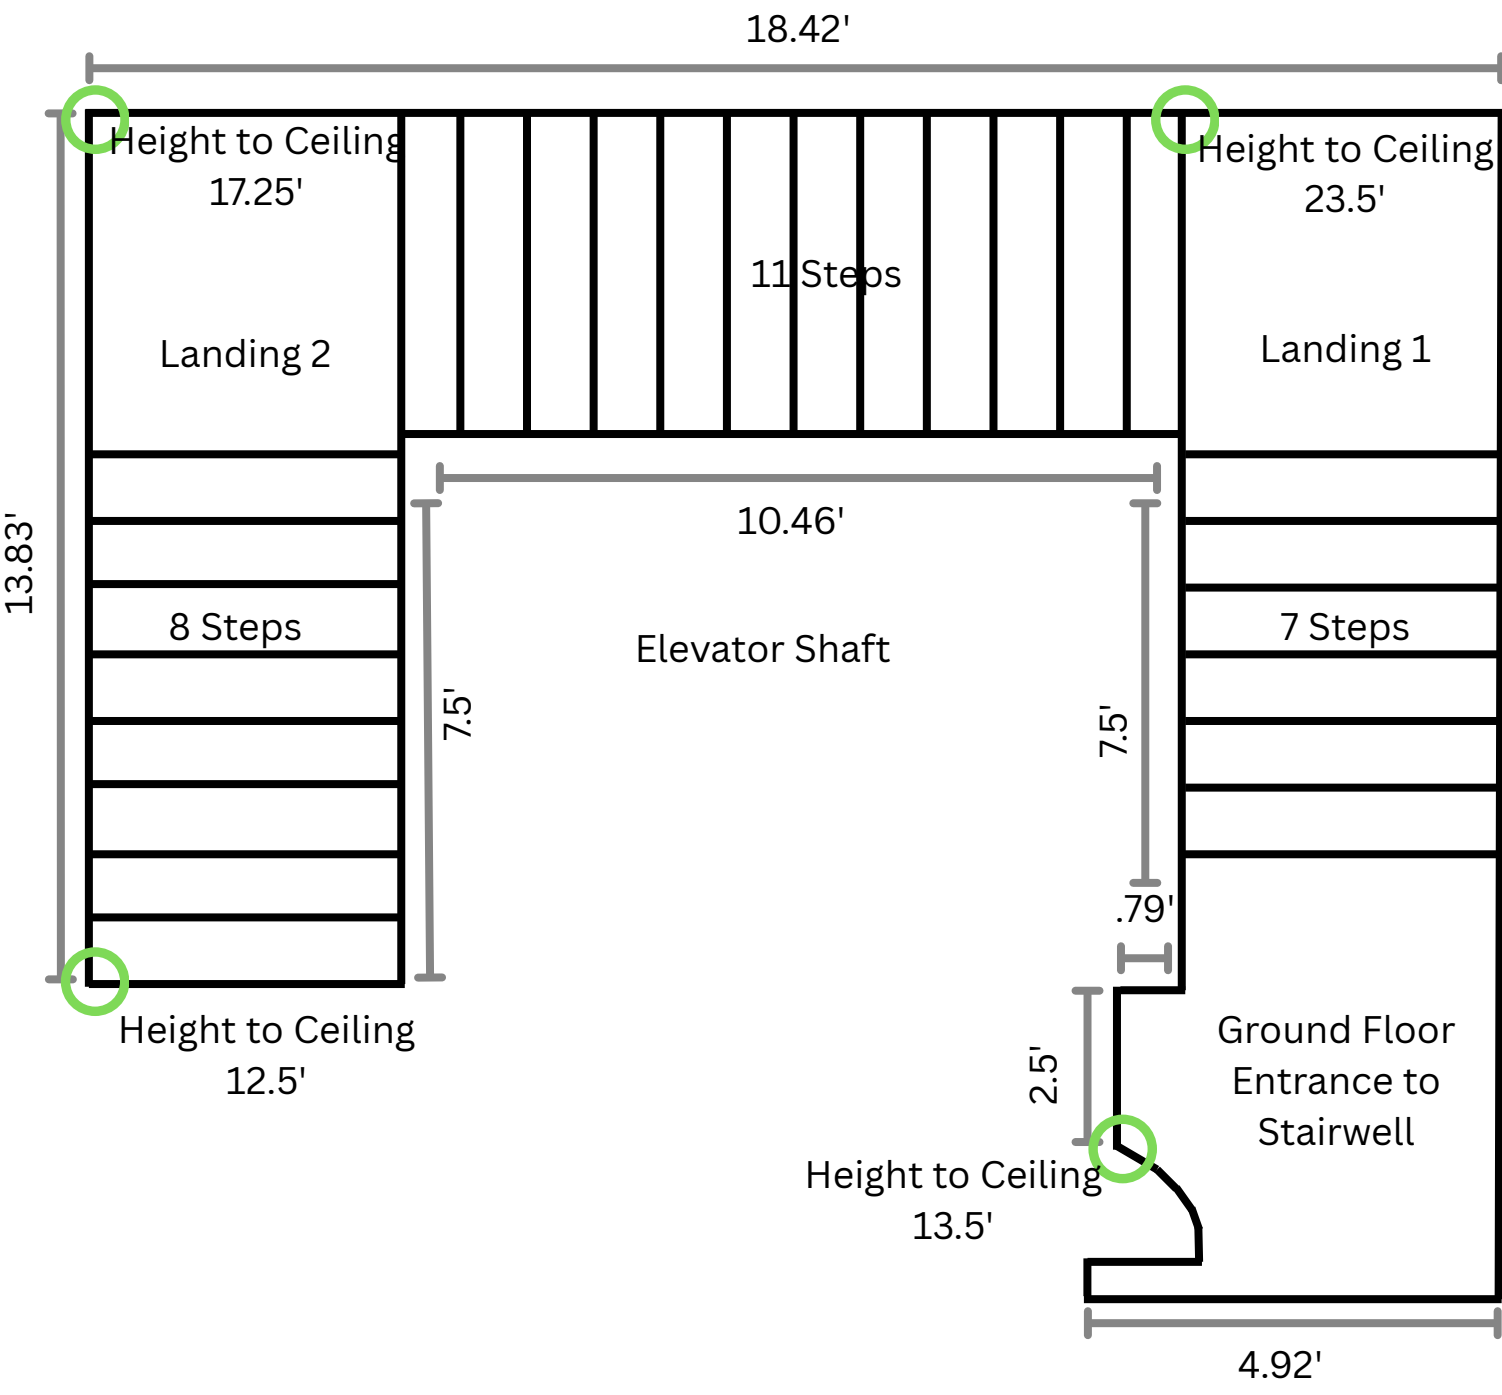 18.42'
Height to Ceiling
17.25'
Height to Ceiling
23.5'
11 Steps
Landing 2
Landing 1
13.83'
10.46'
8 Steps
Elevator Shaft
7 Steps
7.5'
7.5'
.79'
Height to Ceiling
12.5'
2.5'
Ground Floor
Entrance to
Stairwell
Height to Ceiling
13.5'
4.92'